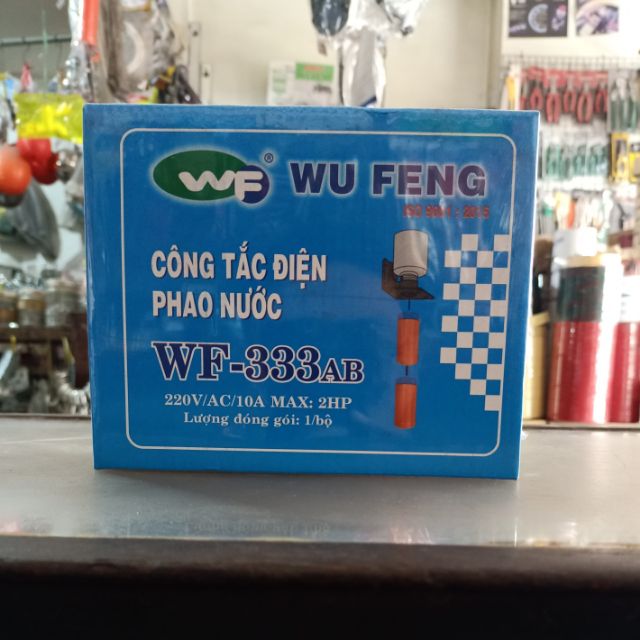 WF® WU FENG
ISO 9001 : 2015
CÔNG TẮC ĐIỆN
PHAO NƯỚC
WF-333AB
220V/AC/10A MAX: 2HP
Lượng đóng gói: 1/bộ